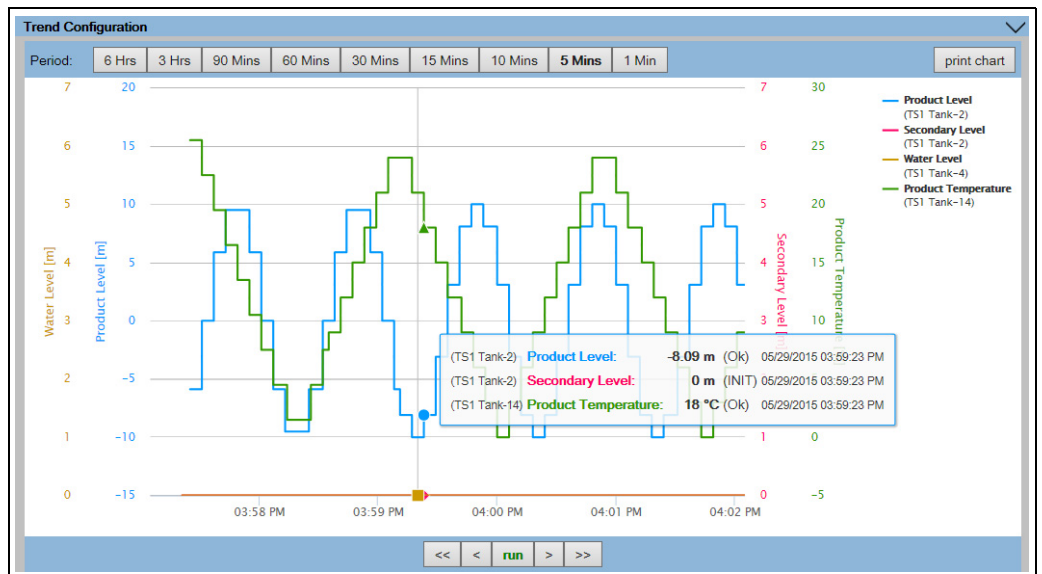 Trend Configuration
Period: 6 Hrs 3 Hrs 90 Mins 60 Mins 30 Mins 15 Mins 10 Mins 5 Mins 1 Min print chart
7 20 7 30
6 15 6 25
5 10 5 20
4 5 4 15
3 0 3 10
2 -5
1 -10 1 0
0 -15 0 -5
Water Level [m]
Product Level [m]
Secondary Level [m]
Product Temperature
Product Level
(TS1 Tank-2)
Secondary Level
(TS1 Tank-2)
Water Level
(TS1 Tank-4)
Product Temperature
(TS1 Tank-14)
(TS1 Tank-2) Product Level: -8.09 m (Ok) 05/29/2015 03:59:23 PM
(TS1 Tank-2) Secondary Level: 0 m (INIT) 05/29/2015 03:59:23 PM
(TS1 Tank-14) Product Temperature: 18 °C (Ok) 05/29/2015 03:59:23 PM
03:58 PM 03:59 PM 04:00 PM 04:01 PM 04:02 PM
<< < run > >>